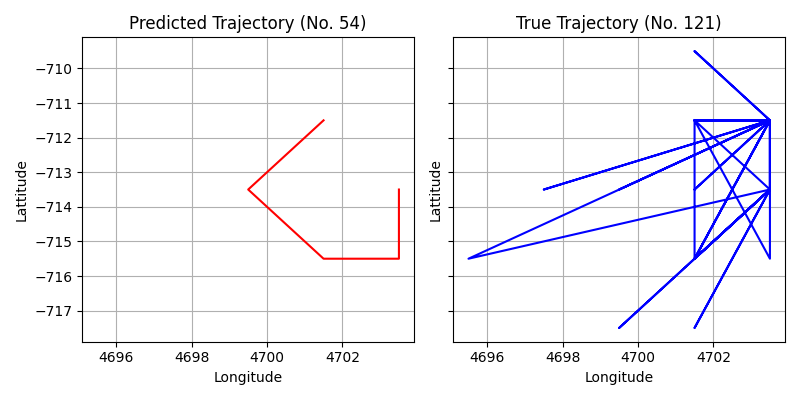 Predicted Trajectory (No. 54)
True Trajectory (No. 121)
Lattitude
−710
−711
−712
−713
−714
−715
−716
−717
4696
4698
4700
4702
Longitude
Lattitude
4696
4698
4700
4702
Longitude